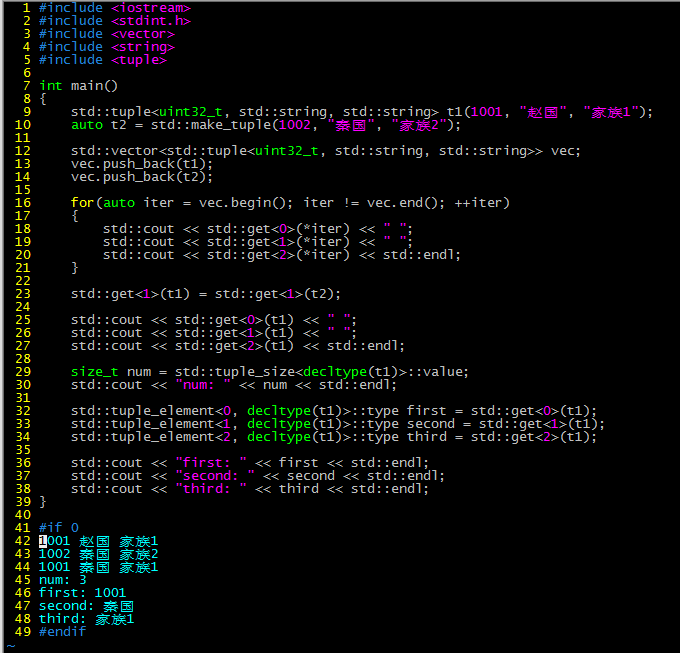 1 #include <iostream>
2 #include <stdint.h>
3 #include <vector>
4 #include <string>
5 #include <tuple>
6
7 int main()
8 {
9     std::tuple<uint32_t, std::string, std::string> t1(1001, "赵国", "家族1");
10     auto t2 = std::make_tuple(1002, "秦国", "家族2");
11
12     std::vector<std::tuple<uint32_t, std::string, std::string>> vec;
13     vec.push_back(t1);
14     vec.push_back(t2);
15
16     for(auto iter = vec.begin(); iter != vec.end(); ++iter)
17     {
18         std::cout << std::get<0>(*iter) << " ";
19         std::cout << std::get<1>(*iter) << " ";
20         std::cout << std::get<2>(*iter) << std::endl;
21     }
22
23     std::get<1>(t1) = std::get<1>(t2);
24
25     std::cout << std::get<0>(t1) << " ";
26     std::cout << std::get<1>(t1) << " ";
27     std::cout << std::get<2>(t1) << std::endl;
28
29     size_t num = std::tuple_size<decltype(t1)>::value;
30     std::cout << "num: " << num << std::endl;
31
32     std::tuple_element<0, decltype(t1)>::type first = std::get<0>(t1);
33     std::tuple_element<1, decltype(t1)>::type second = std::get<1>(t1);
34     std::tuple_element<2, decltype(t1)>::type third = std::get<2>(t1);
35
36     std::cout << "first: " << first << std::endl;
37     std::cout << "second: " << second << std::endl;
38     std::cout << "third: " << third << std::endl;
39 }
40
41 #if 0
42 1001 赵国 家族1
43 1002 秦国 家族2
44 1001 秦国 家族1
45 num: 3
46 first: 1001
47 second: 秦国
48 third: 家族1
49 #endif
~